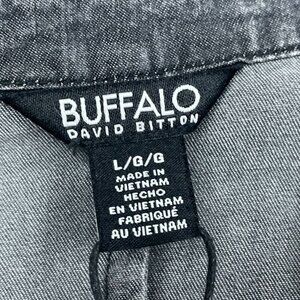 BUFFALO
DAVID BITTON
L/G/G
MADE IN
VIETNAM
HECHO
EN VIETNAM
FABRIQUÉ
AU VIETNAM